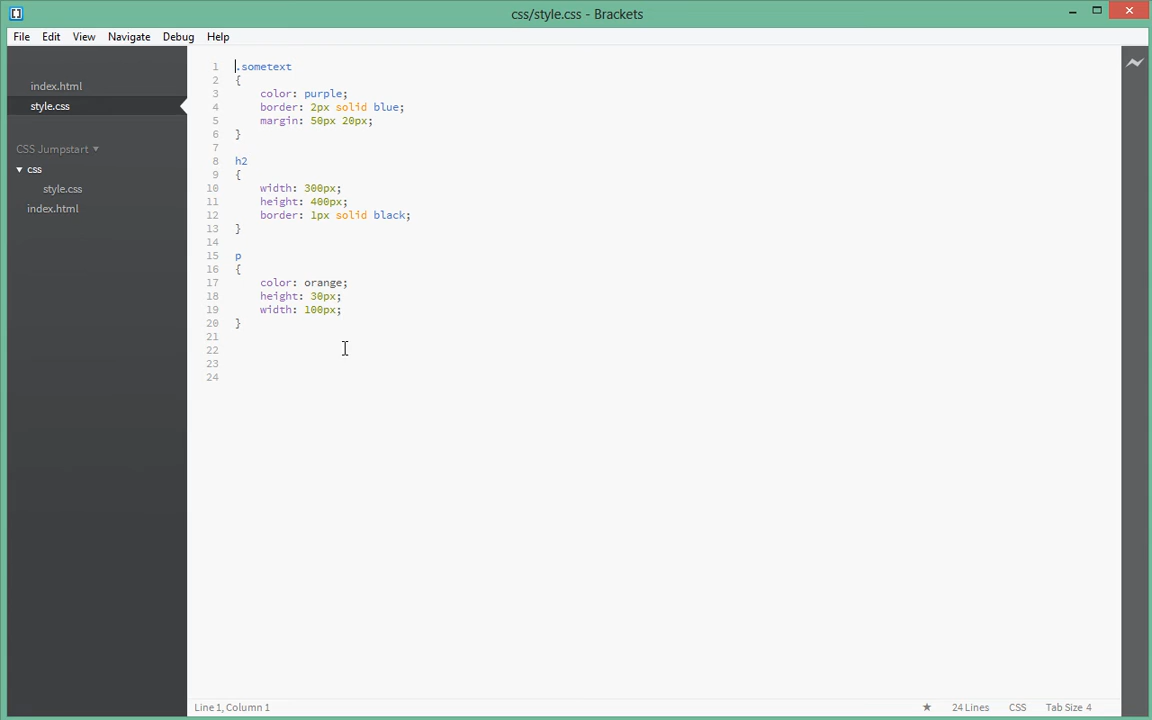 css/style.css - Brackets
File Edit View Navigate Debug Help
index.html
style.css
CSS Jumpstart
css
style.css
index.html
1 .sometext
2 {
3 color: purple;
4 border: 2px solid blue;
5 margin: 50px 20px;
6 }
7
8 h2
9 {
10 width: 300px;
11 height: 400px;
12 border: 1px solid black;
13 }
14
15 p
16 {
17 color: orange;
18 height: 30px;
19 width: 100px;
20 }
21
22
23
24
Line 1, Column 1 24 Lines CSS Tab Size 4